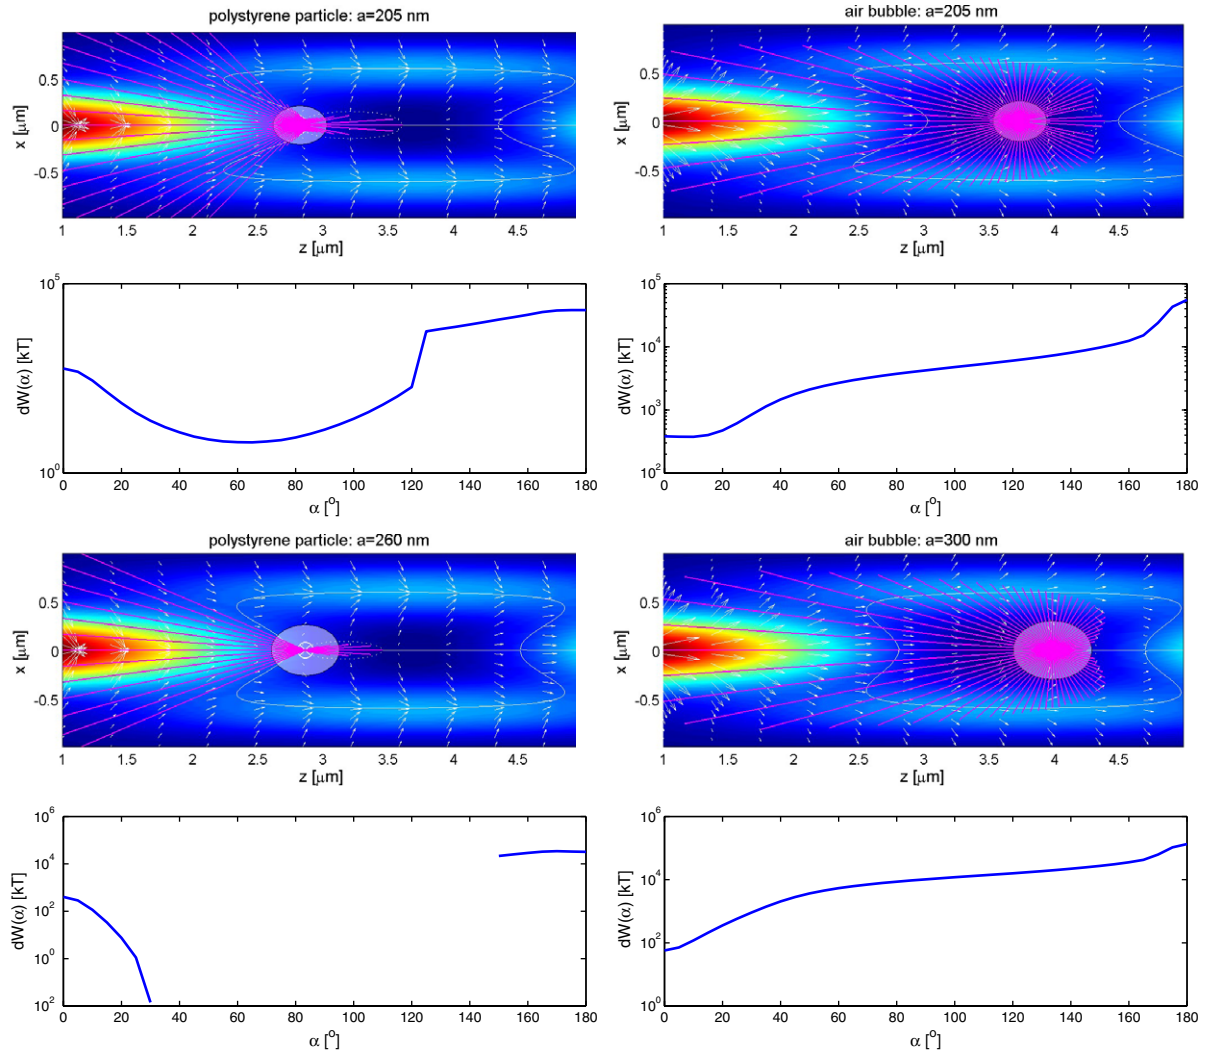 polystyrene particle: a=205 nm
x [μm]
0.5
0
-0.5
1 1.5 2 2.5 3 3.5 4 4.5
z [μm]
air bubble: a=205 nm
x [μm]
0.5
0
-0.5
1 1.5 2 2.5 3 3.5 4 4.5
z [μm]
dW(α) [kT]
10^5
10^0
0 20 40 60 80 100 120 140 160 180
α [°]
dW(α) [kT]
10^5
10^4
10^3
10^2
0 20 40 60 80 100 120 140 160 180
α [°]
polystyrene particle: a=260 nm
x [μm]
0.5
0
-0.5
1 1.5 2 2.5 3 3.5 4 4.5
z [μm]
air bubble: a=300 nm
x [μm]
0.5
0
-0.5
1 1.5 2 2.5 3 3.5 4 4.5
z [μm]
dW(α) [kT]
10^6
10^4
10^2
10^0
10^2
0 20 40 60 80 100 120 140 160 180
α [°]
dW(α) [kT]
10^6
10^4
10^2
10^0
0 20 40 60 80 100 120 140 160 180
α [°]